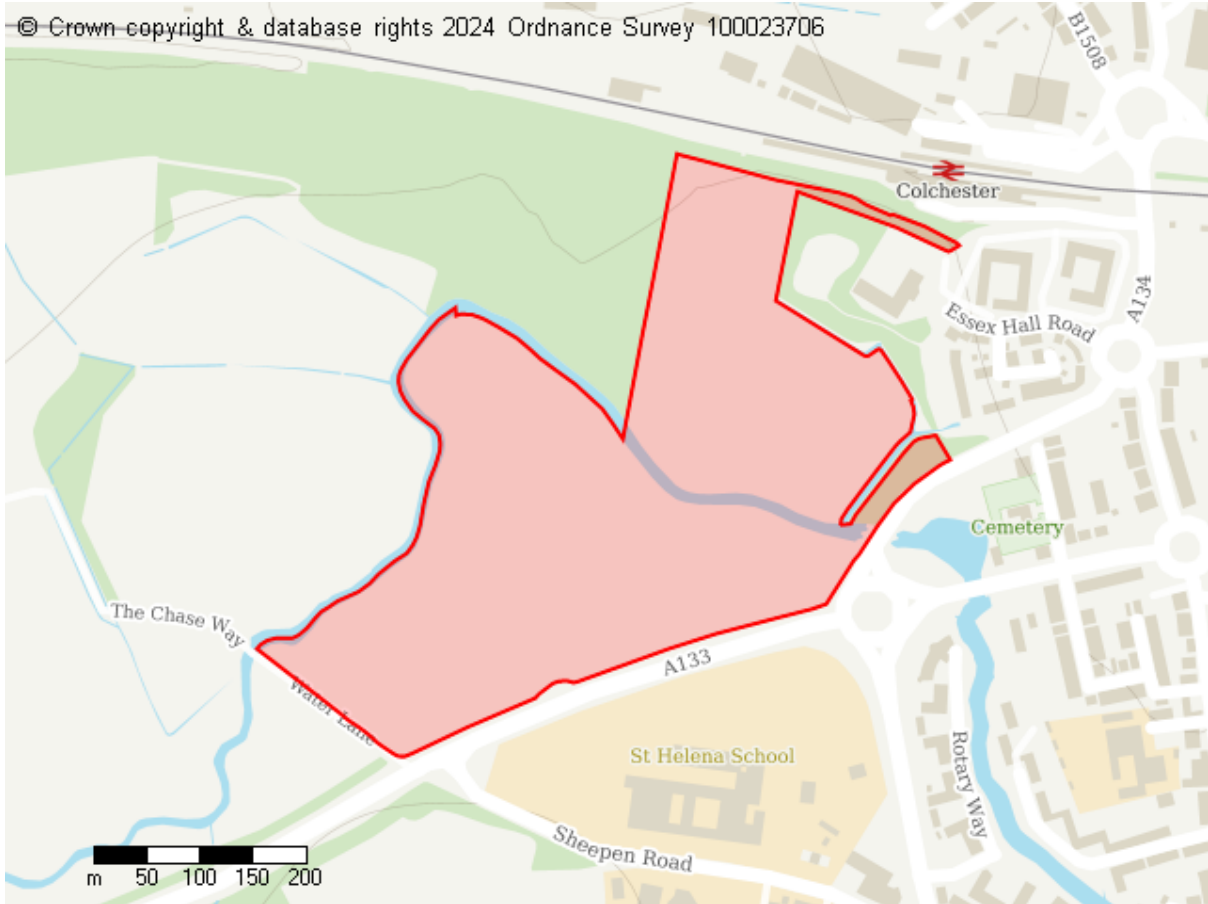 © Crown copyright & database rights 2024 Ordnance Survey 100023706
B1508
Colchester
A134
Essex Hall Road
Cemetery
The Chase Way
Water Lane
A133
St Helena School
Rotary Way
Sheepen Road
m 50 100 150 200